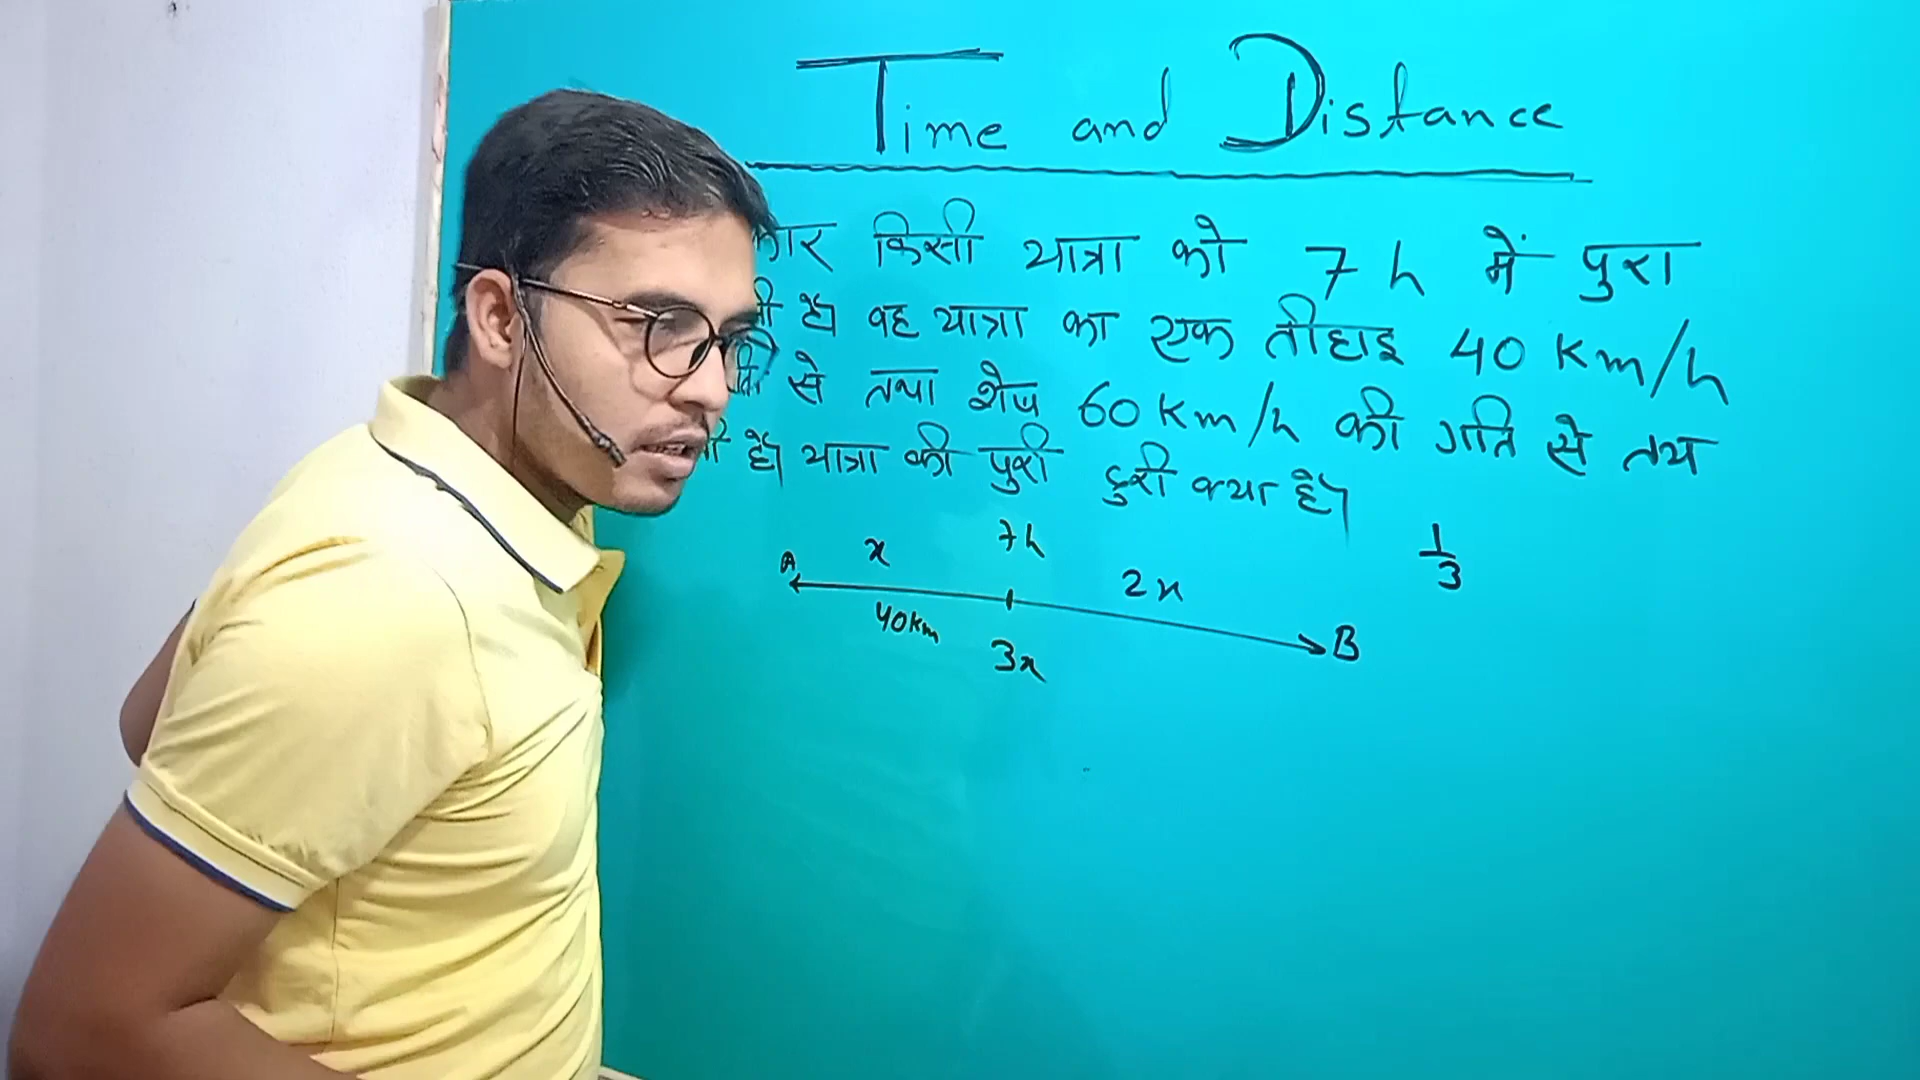 Time and Distance
कार किसी यात्रा को 7 h में पुरा
है। वह यात्रा का एक तीहाइ 40 Km/h
से तथा शेष 60 Km/h की गति से तय
है। यात्रा की पुरी दुरी क्या है।
x 7h 1/3
A 2x
40Km 3x B